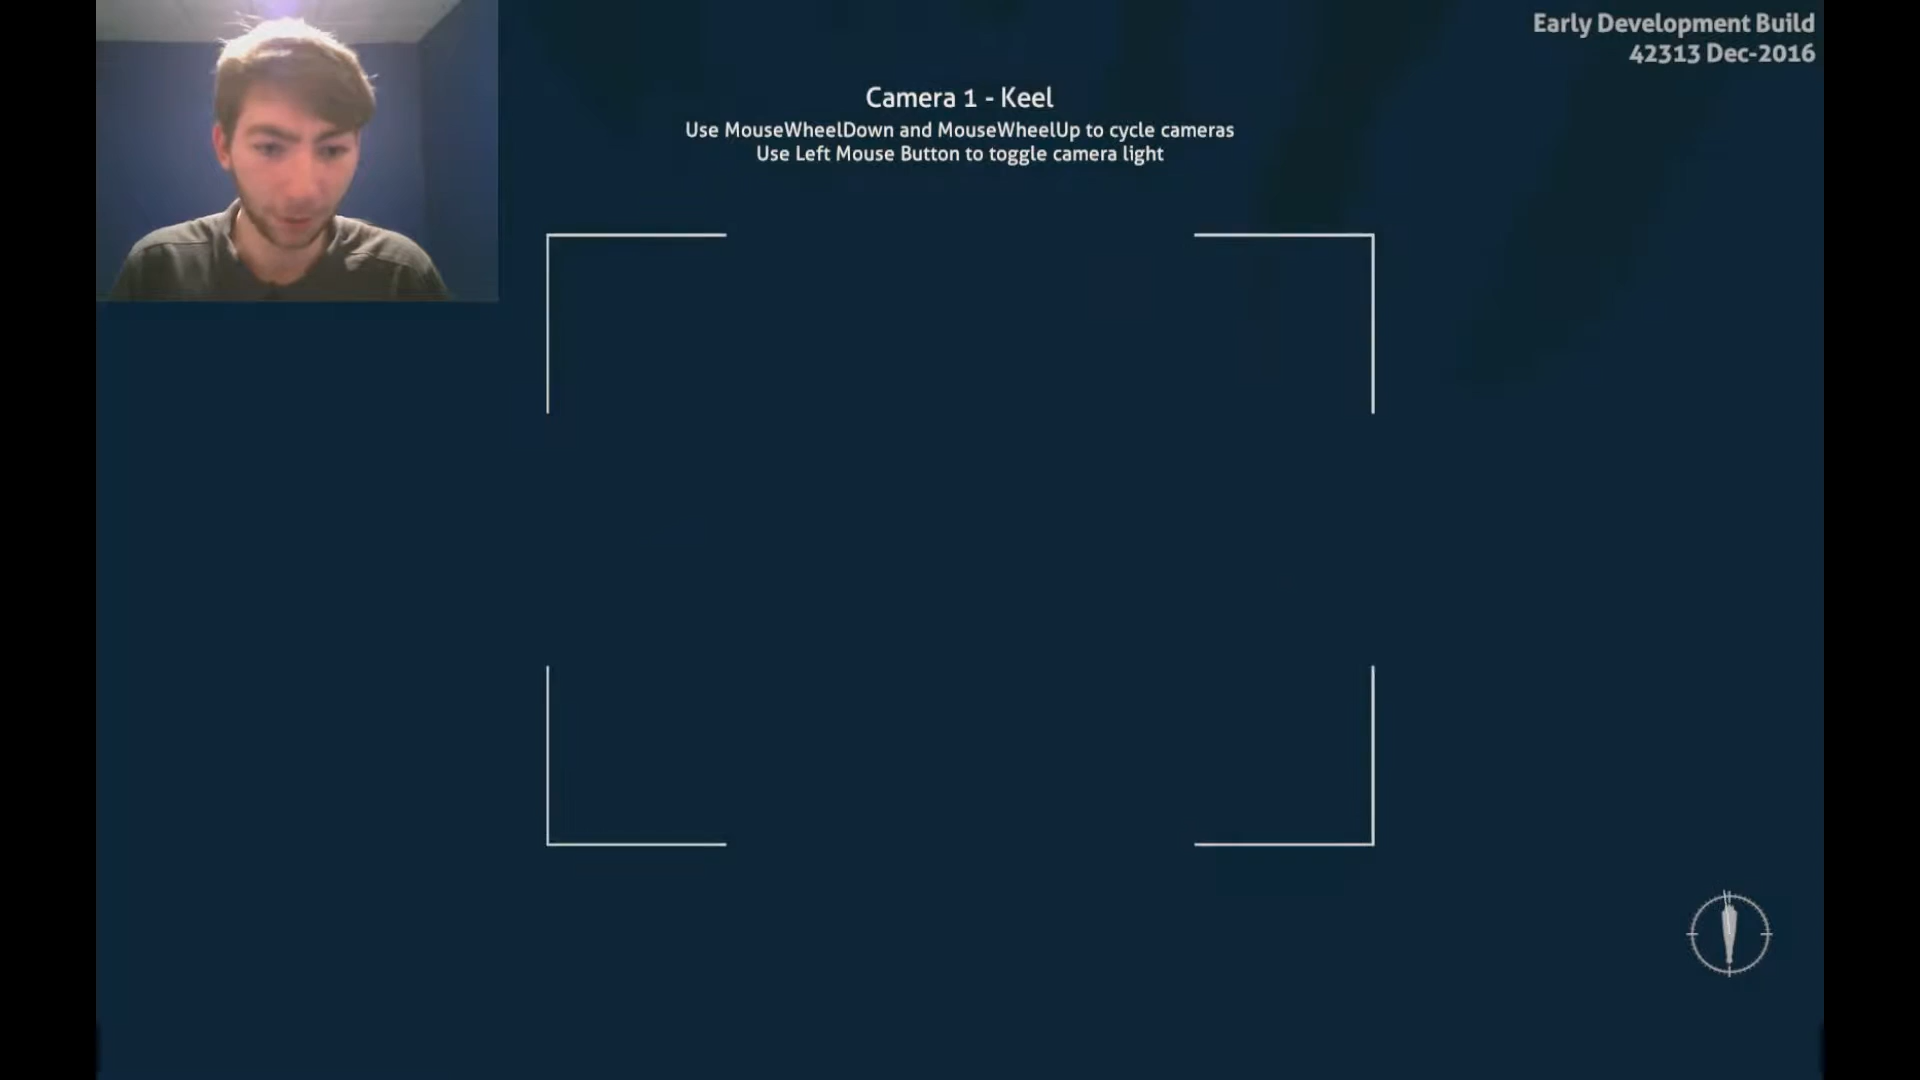 Early Development Build
42313 Dec-2016
Camera 1 - Keel
Use MouseWheelDown and MouseWheelUp to cycle cameras
Use Left Mouse Button to toggle camera light